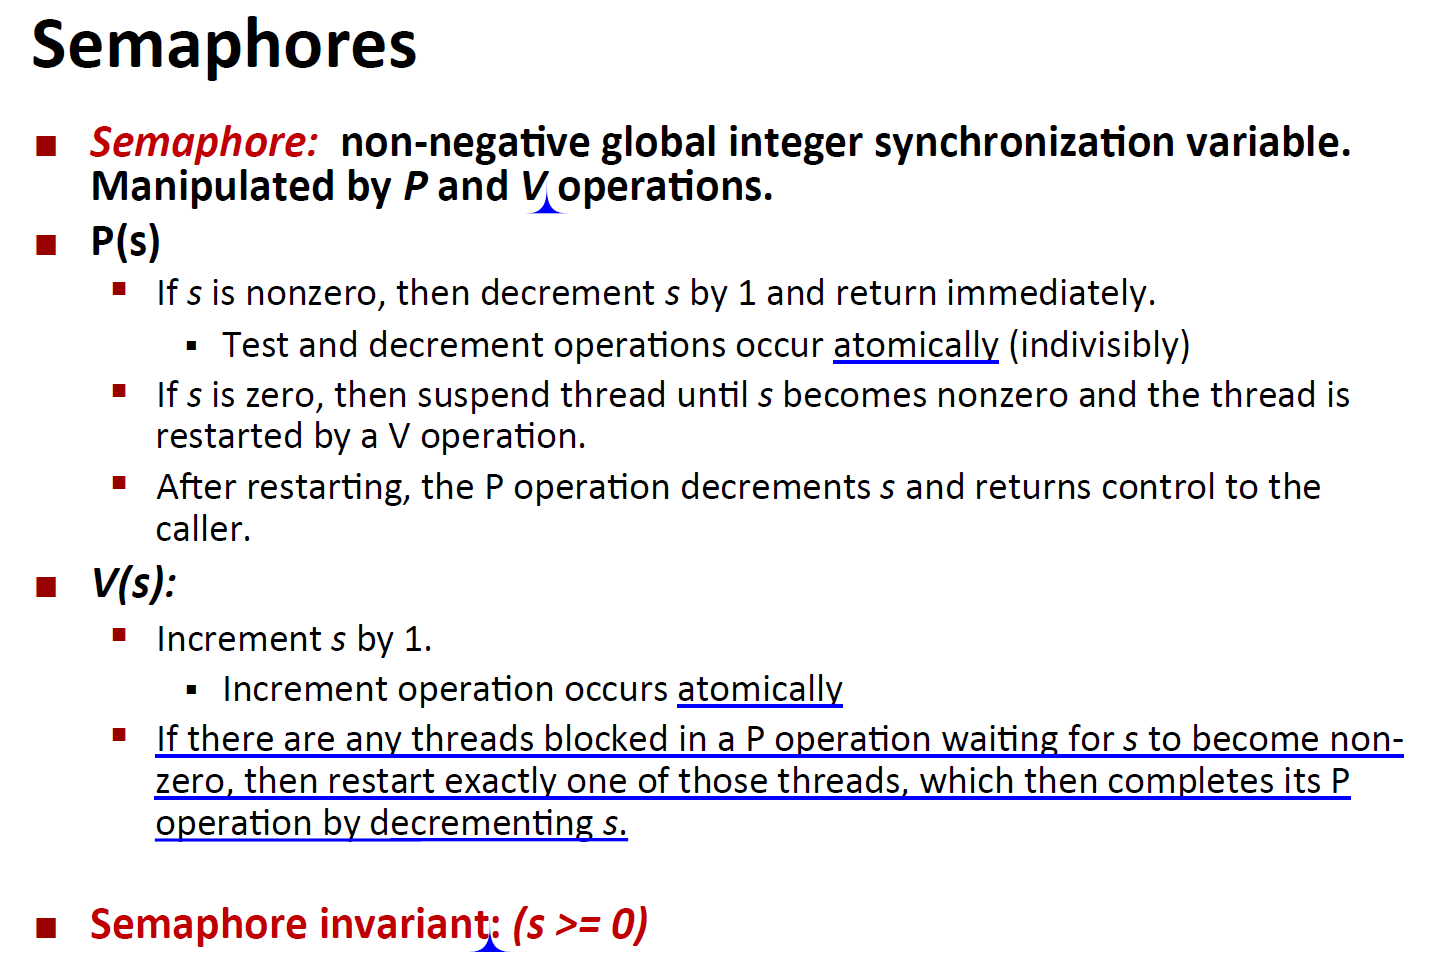 Semaphores
Semaphore: non-negative global integer synchronization variable.
Manipulated by P and V operations.
P(s)
If s is nonzero, then decrement s by 1 and return immediately.
Test and decrement operations occur atomically (indivisibly)
If s is zero, then suspend thread until s becomes nonzero and the thread is
restarted by a V operation.
After restarting, the P operation decrements s and returns control to the
caller.
V(s):
Increment s by 1.
Increment operation occurs atomically
If there are any threads blocked in a P operation waiting for s to become non-
zero, then restart exactly one of those threads, which then completes its P
operation by decrementing s.
Semaphore invariant: (s >= 0)